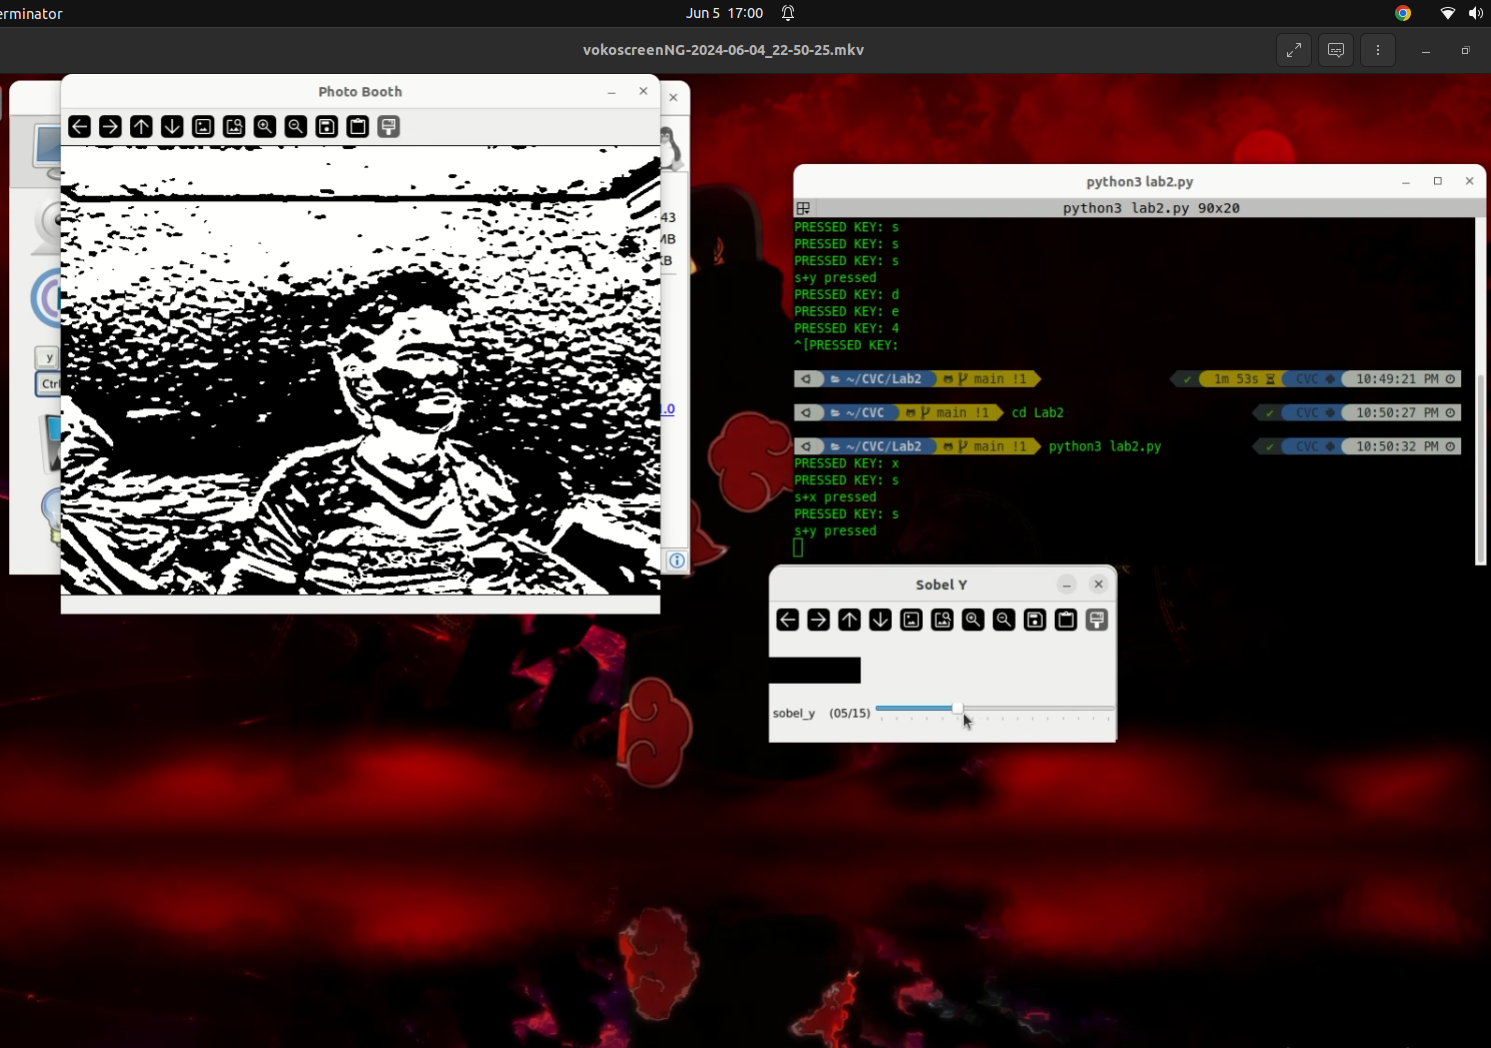 erminator
Jun 5 17:00
vokoscreenNG-2024-06-04_22-50-25.mkv
Photo Booth
43
MB
KB
y
Ctr
1.0
python3 lab2.py
python3 lab2.py 90x20
PRESSED KEY: s
PRESSED KEY: s
PRESSED KEY: s
s+y pressed
PRESSED KEY: d
PRESSED KEY: e
PRESSED KEY: 4
^[PRESSED KEY:
~/CVC/Lab2 main !1 ✓ 1m 53s CVC 10:49:21 PM
~/CVC main !1 cd Lab2 ✓ CVC 10:50:27 PM
~/CVC/Lab2 main !1 python3 lab2.py ✓ CVC 10:50:32 PM
PRESSED KEY: x
PRESSED KEY: s
s+x pressed
PRESSED KEY: s
s+y pressed
Sobel Y
sobel_y (05/15)